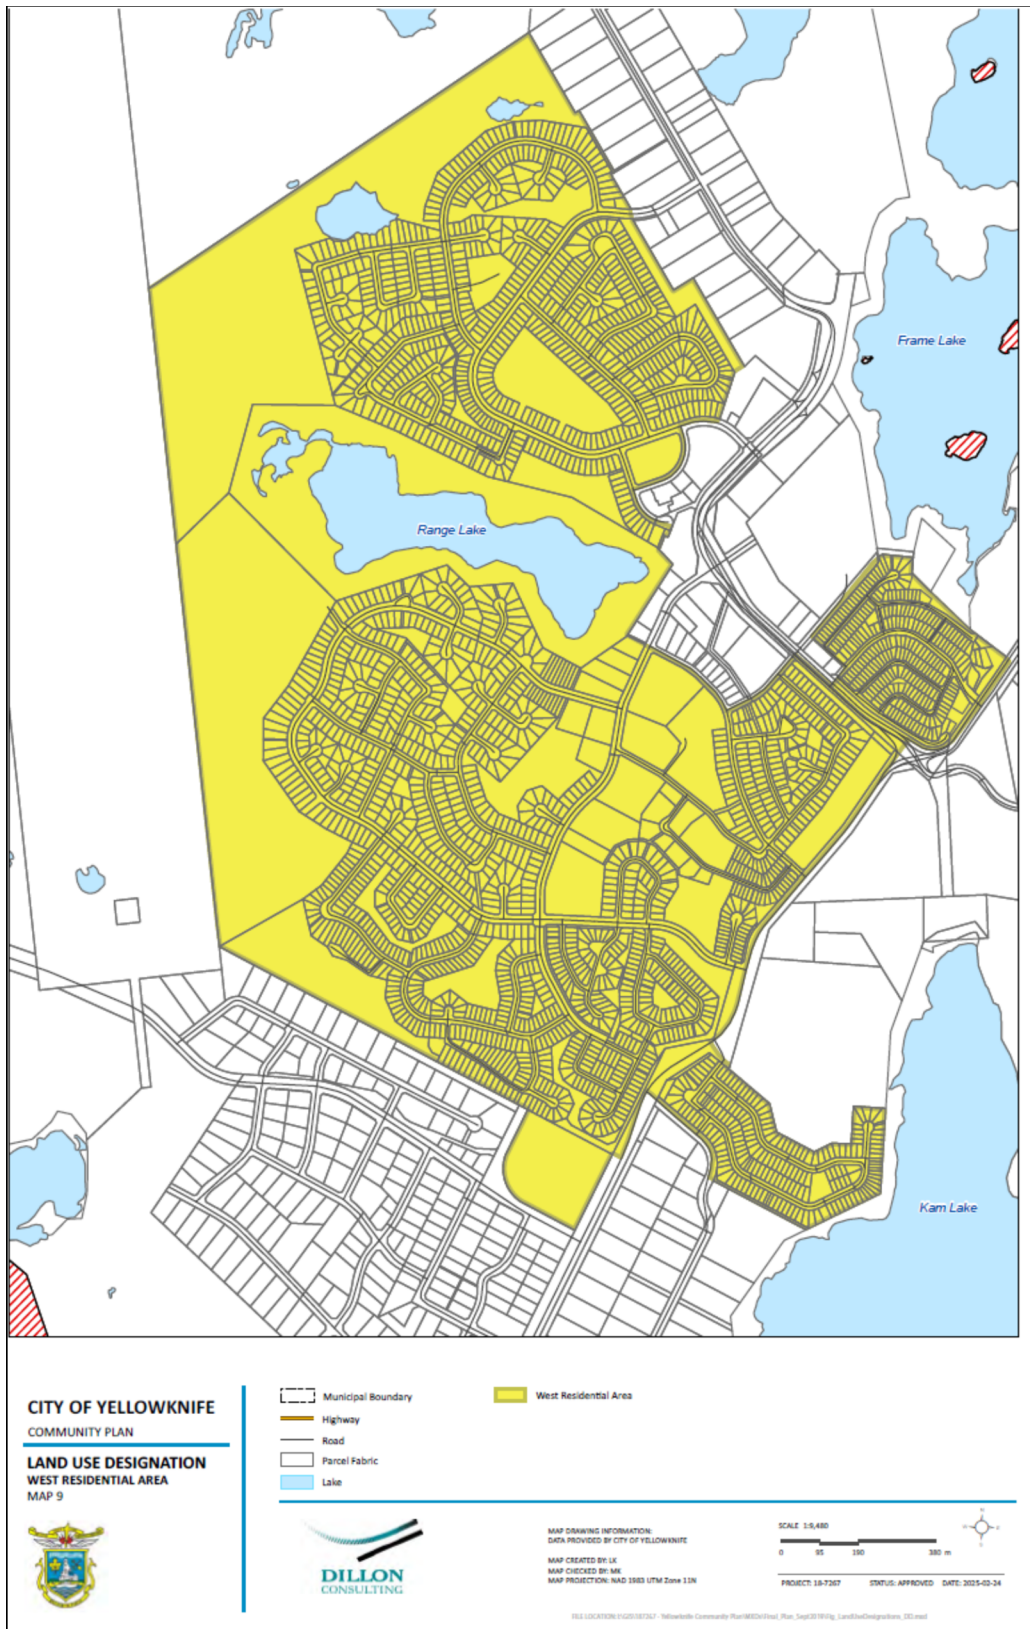 Frame Lake
Range Lake
Kam Lake
CITY OF YELLOWKNIFE
COMMUNITY PLAN
LAND USE DESIGNATION
WEST RESIDENTIAL AREA
MAP 9
Municipal Boundary
Highway
Road
Parcel Fabric
Lake
West Residential Area
DILLON
CONSULTING
MAP DRAWING INFORMATION:
DATA PROVIDED BY CITY OF YELLOWKNIFE
MAP CREATED BY: LK
MAP CHECKED BY: MK
MAP PROJECTION: NAD 1983 UTM Zone 11N
SCALE 1:9,480
0 95 190 380 m
PROJECT: 18-7267 STATUS: APPROVED DATE: 2025-02-24